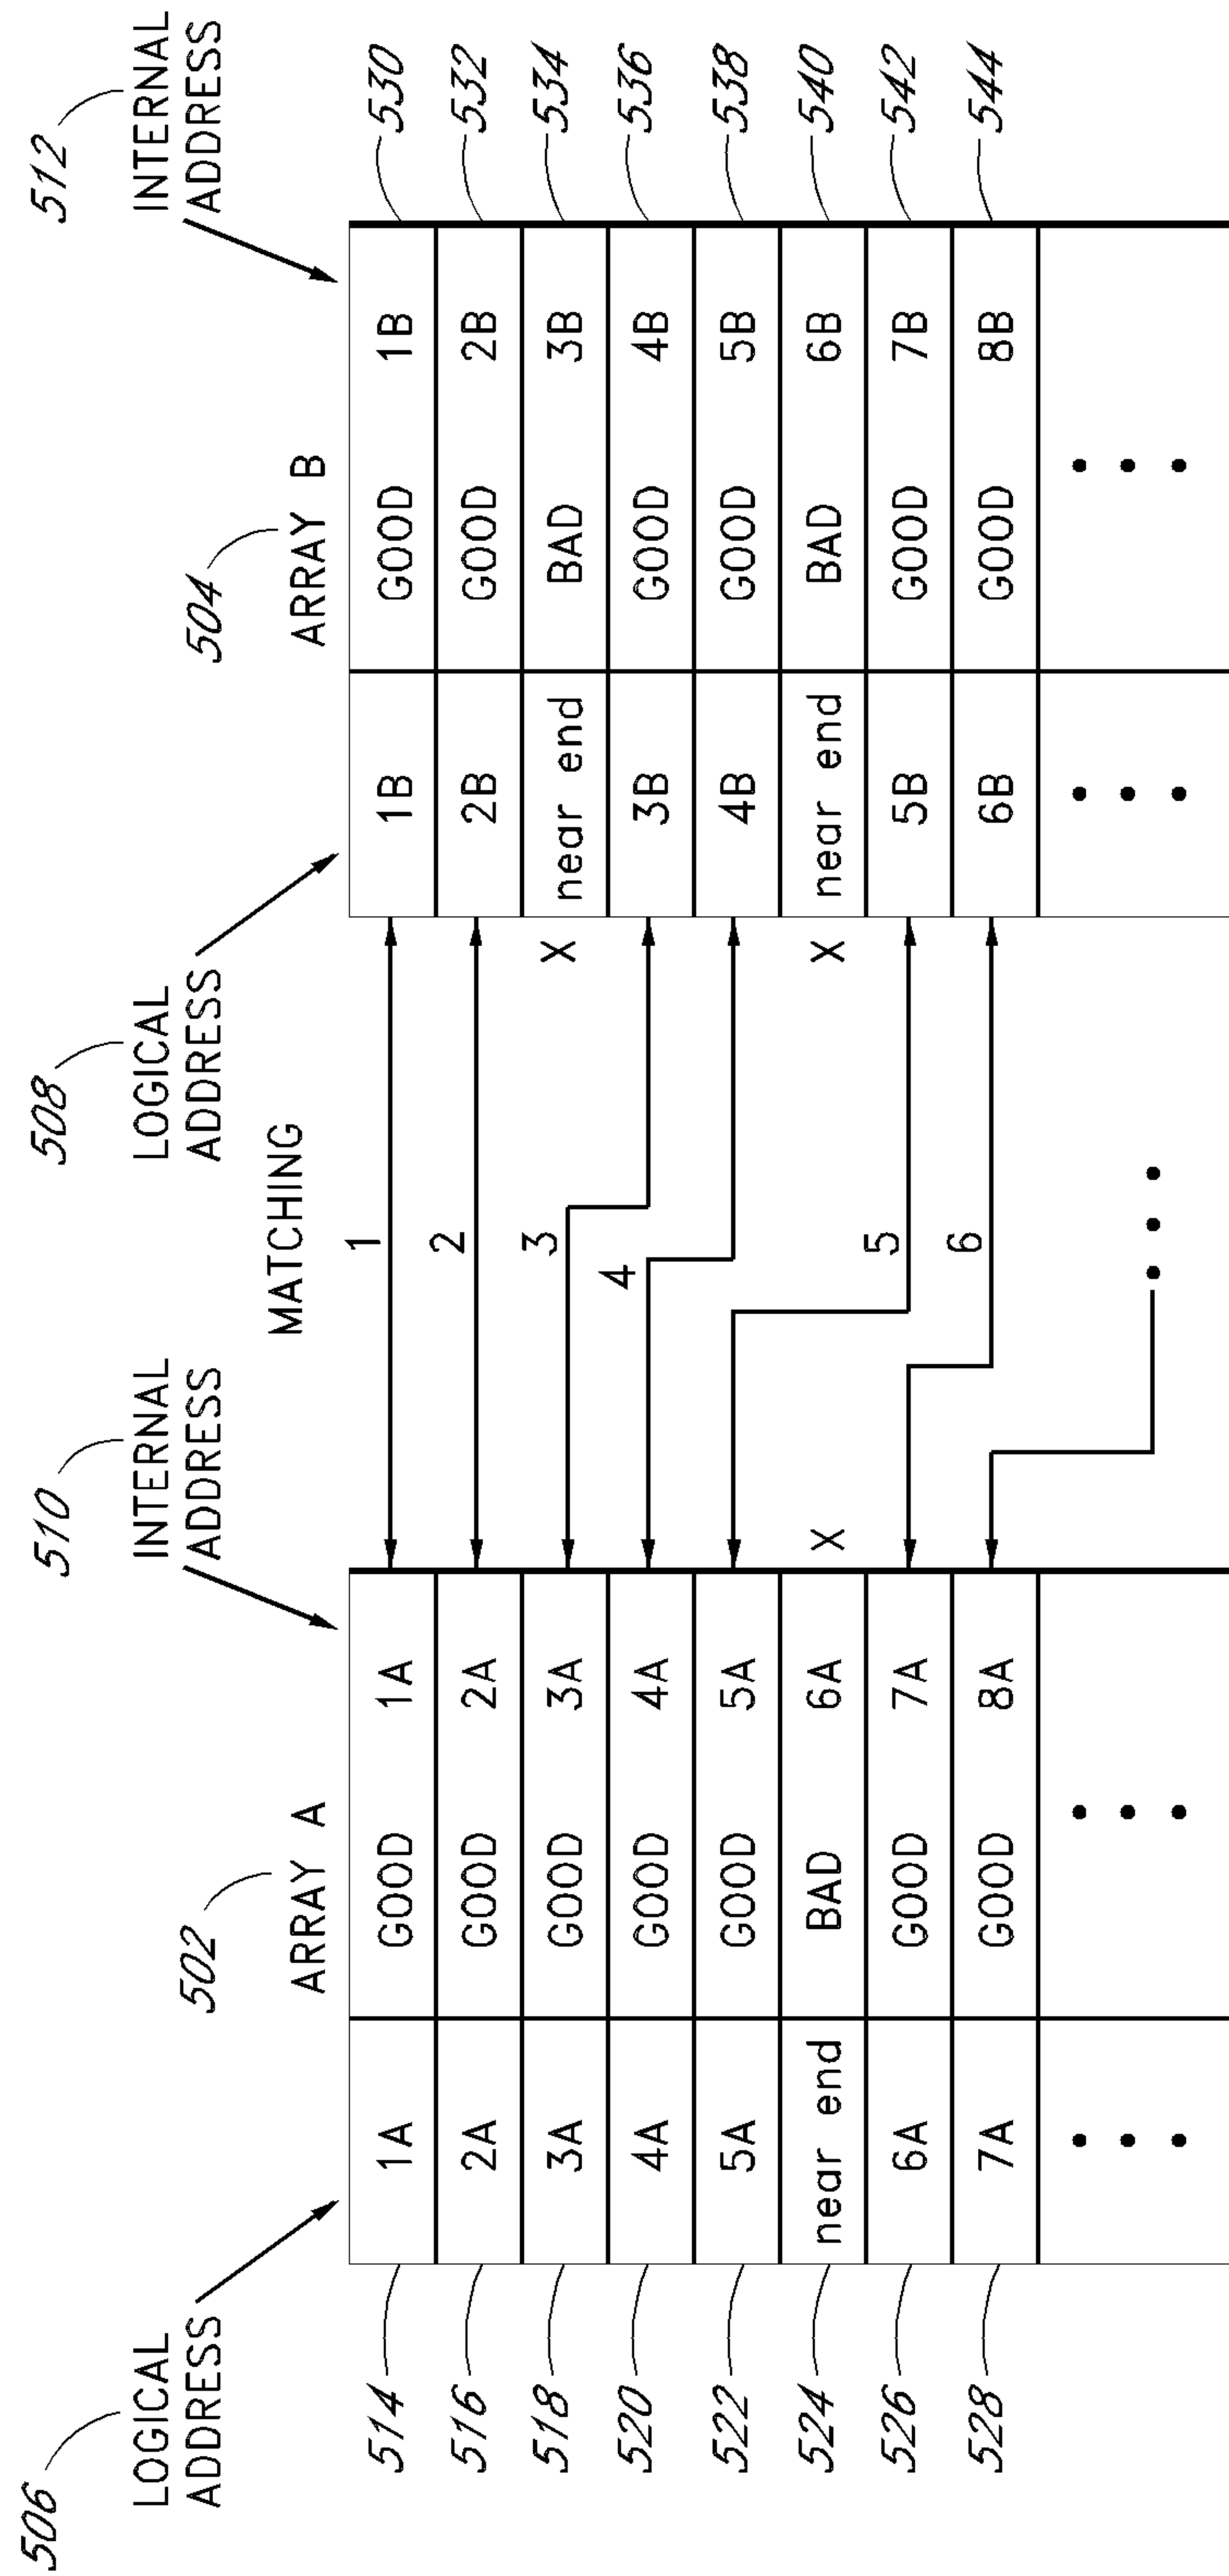 506
510
508
512
LOGICAL ADDRESS
INTERNAL ADDRESS
LOGICAL ADDRESS
INTERNAL ADDRESS
502
504
ARRAY A
MATCHING
ARRAY B
514 1A GOOD 1A 1 1B GOOD 1B 530
516 2A GOOD 2A 2 2B GOOD 2B 532
518 3A GOOD 3A 3 X near end BAD 3B 534
520 4A GOOD 4A 4 3B GOOD 4B 536
522 5A GOOD 5A 4B GOOD 5B 538
524 near end BAD 6A X X near end BAD 6B 540
526 6A GOOD 7A 5 5B GOOD 7B 542
528 7A GOOD 8A 6 6B GOOD 8B 544